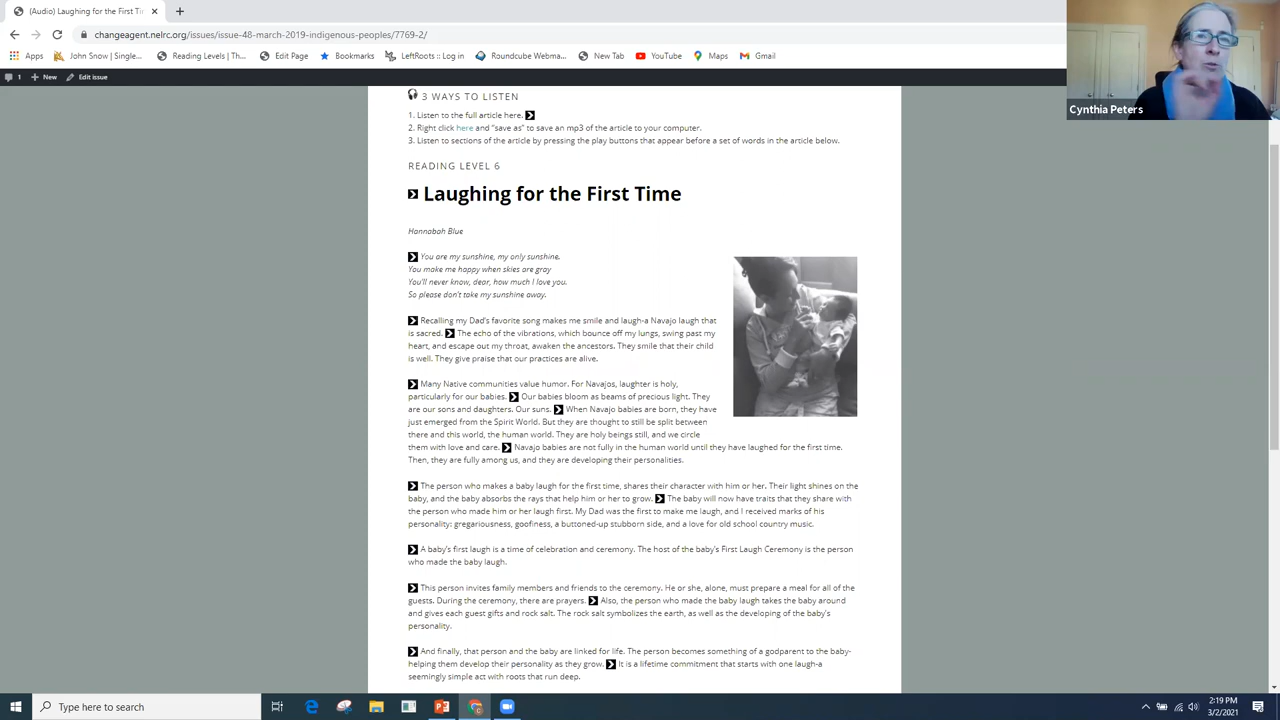 (Audio) Laughing for the First Ti
changeagent.nelrc.org/issues/issue-48-march-2019-indigenous-peoples/7769-2/
Apps
John Snow | Single...
Reading Levels | Th...
Edit Page
Bookmarks
LeftRoots :: Log in
Roundcube Webma...
New Tab
YouTube
Maps
Gmail
1
New
Edit issue
Cynthia Peters
3 WAYS TO LISTEN
1. Listen to the full article here.
2. Right click here and "save as" to save an mp3 of the article to your computer.
3. Listen to sections of the article by pressing the play buttons that appear before a set of words in the article below.
READING LEVEL 6
Laughing for the First Time
Hannabah Blue
You are my sunshine, my only sunshine.
You make me happy when skies are gray
You'll never know, dear, how much I love you.
So please don't take my sunshine away.
Recalling my Dad's favorite song makes me smile and laugh-a Navajo laugh that
is sacred. The echo of the vibrations, which bounce off my lungs, swing past my
heart, and escape out my throat, awaken the ancestors. They smile that their child
is well. They give praise that our practices are alive.
Many Native communities value humor. For Navajos, laughter is holy,
particularly for our babies. Our babies bloom as beams of precious light. They
are our sons and daughters. Our suns. When Navajo babies are born, they have
just emerged from the Spirit World. But they are thought to still be split between
there and this world, the human world. They are holy beings still, and we circle
them with love and care. Navajo babies are not fully in the human world until they have laughed for the first time.
Then, they are fully among us, and they are developing their personalities.
The person who makes a baby laugh for the first time, shares their character with him or her. Their light shines on the
baby, and the baby absorbs the rays that help him or her to grow. The baby will now have traits that they share with
the person who made him or her laugh first. My Dad was the first to make me laugh, and I received marks of his
personality: gregariousness, goofiness, a buttoned-up stubborn side, and a love for old school country music.
A baby's first laugh is a time of celebration and ceremony. The host of the baby's First Laugh Ceremony is the person
who made the baby laugh.
This person invites family members and friends to the ceremony. He or she, alone, must prepare a meal for all of the
guests. During the ceremony, there are prayers. Also, the person who made the baby laugh takes the baby around
and gives each guest gifts and rock salt. The rock salt symbolizes the earth, as well as the developing of the baby's
personality.
And finally, that person and the baby are linked for life. The person becomes something of a godparent to the baby-
helping them develop their personality as they grow. It is a lifetime commitment that starts with one laugh-a
seemingly simple act with roots that run deep.
Type here to search
2:19 PM
3/2/2021